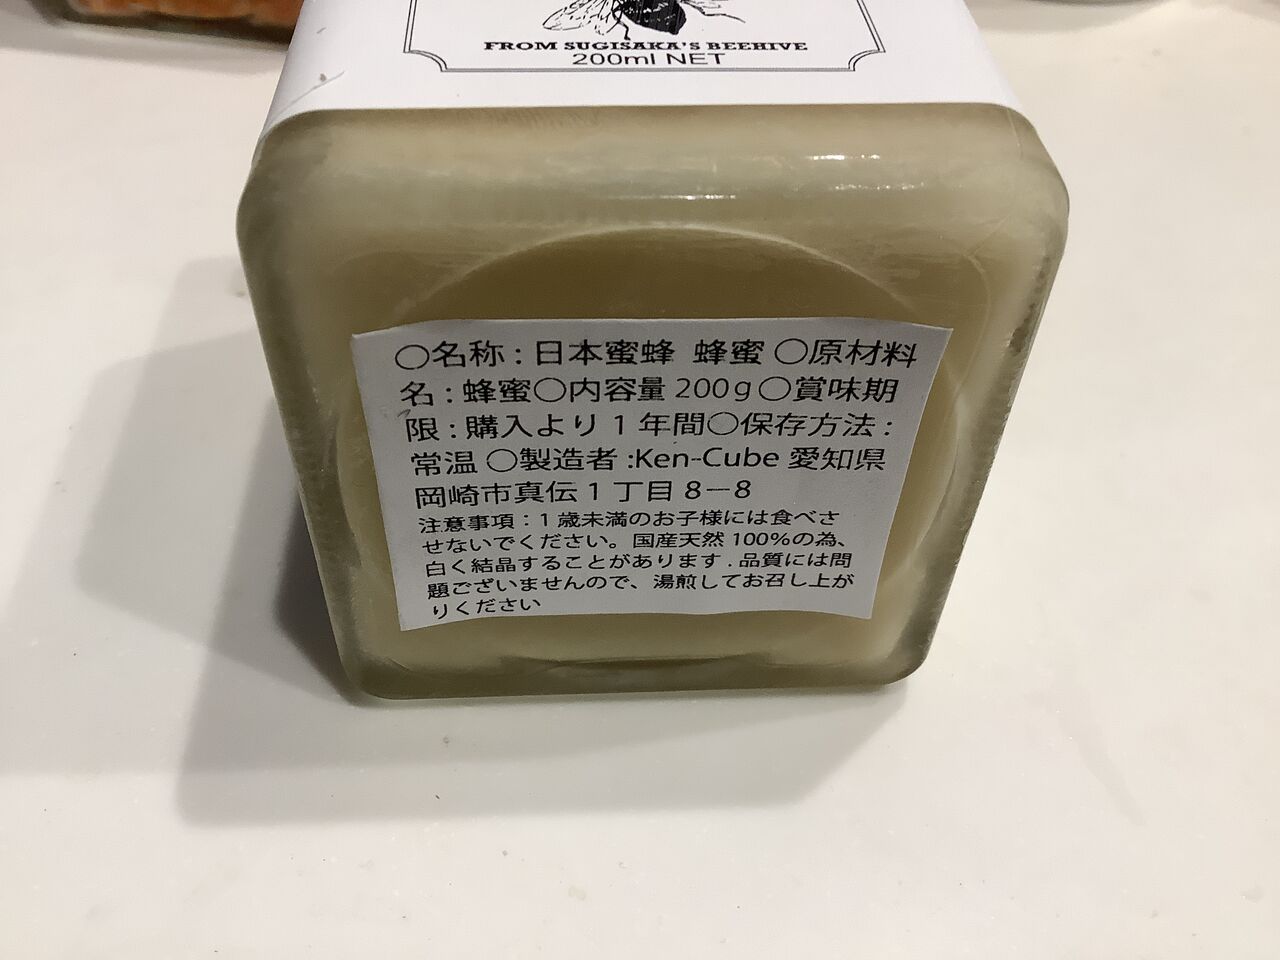 FROM SUGISAKA'S BEEHIVE
200ml NET
○名称：日本蜜蜂 蜂蜜 ○原材料
名：蜂蜜○内容量 200g○賞味期
限：購入より 1 年間○保存方法：
常温 ○製造者 :Ken-Cube 愛知県
岡崎市真伝 1 丁目 8－8
注意事項：1 歳未満のお子様には食べさ
せないでください。国産天然 100%の為、
白く結晶することがあります . 品質には問
題ございませんので、湯煎してお召し上が
りください